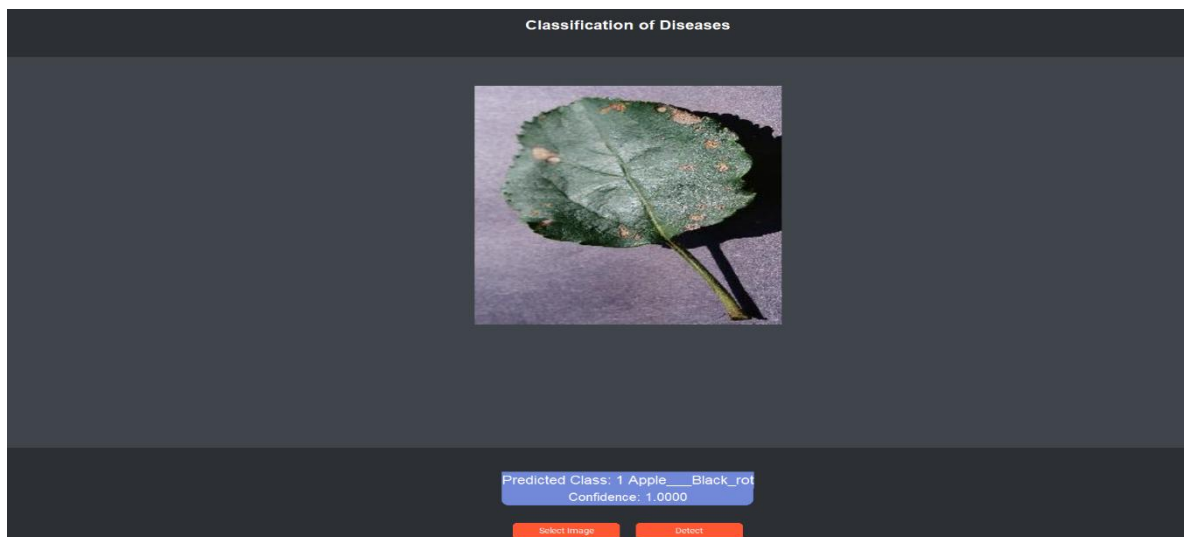 Classification of Diseases
Predicted Class: 1 Apple___Black_rot
Confidence: 1.0000
Select Image Detect